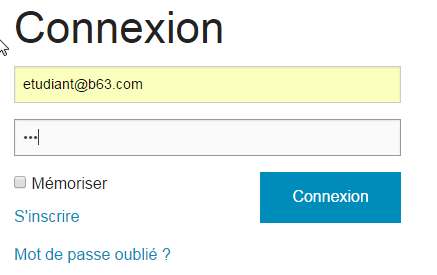 Connexion
etudiant@b63.com
•••
Mémoriser
Connexion
S'inscrire
Mot de passe oublié ?